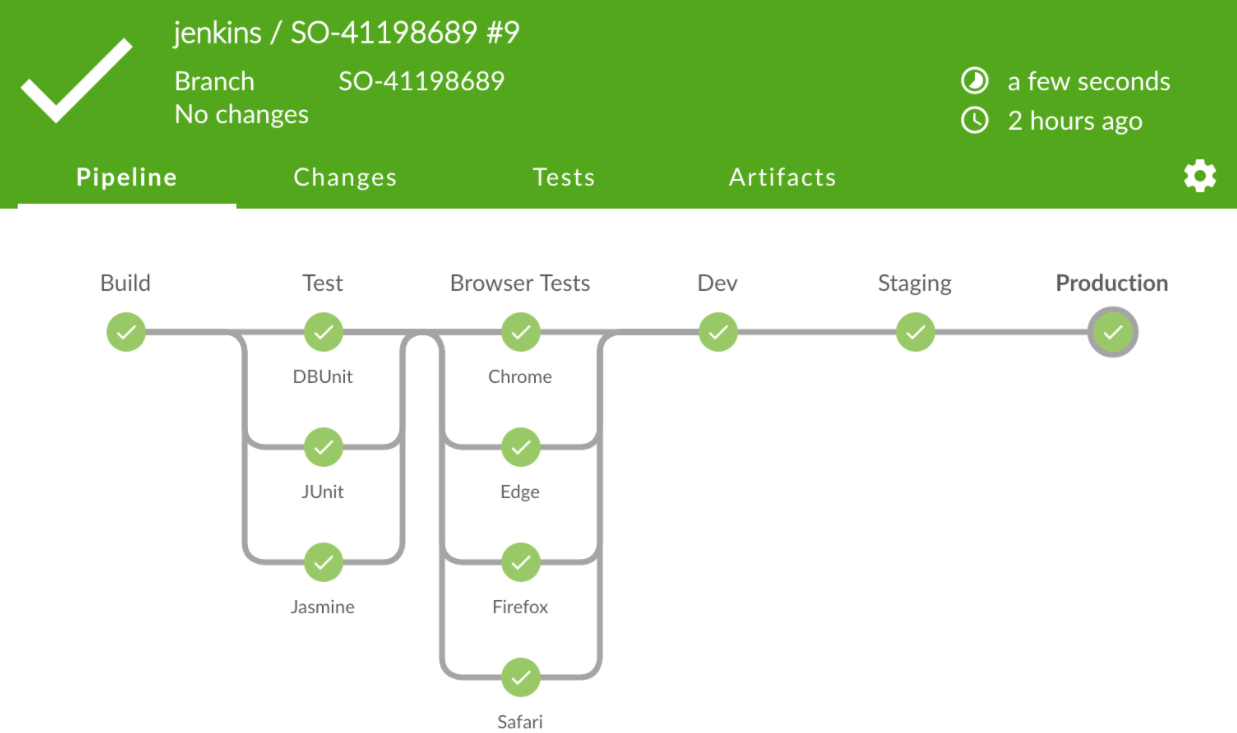 jenkins / SO-41198689 #9
Branch SO-41198689
No changes
a few seconds
2 hours ago
Pipeline Changes Tests Artifacts
Build Test Browser Tests Dev Staging Production
DBUnit Chrome
JUnit Edge
Jasmine Firefox
Safari